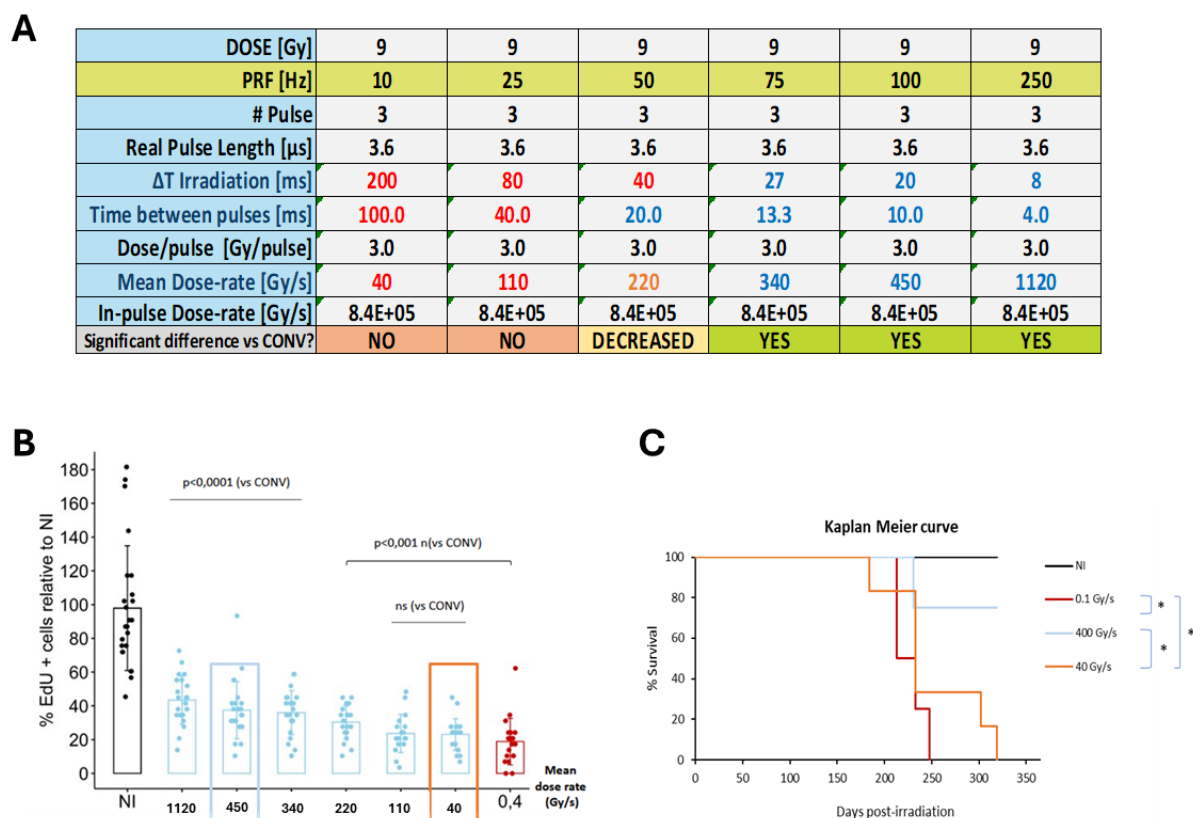 A
DOSE [Gy] 9 9 9 9 9 9
PRF [Hz] 10 25 50 75 100 250
# Pulse 3 3 3 3 3 3
Real Pulse Length [µs] 3.6 3.6 3.6 3.6 3.6 3.6
ΔT Irradiation [ms] 200 80 40 27 20 8
Time between pulses [ms] 100.0 40.0 20.0 13.3 10.0 4.0
Dose/pulse [Gy/pulse] 3.0 3.0 3.0 3.0 3.0 3.0
Mean Dose-rate [Gy/s] 40 110 220 340 450 1120
In-pulse Dose-rate [Gy/s] 8.4E+05 8.4E+05 8.4E+05 8.4E+05 8.4E+05 8.4E+05
Significant difference vs CONV? NO NO DECREASED YES YES YES
B
% EdU + cells relative to NI
180
160
140
120
100
80
60
40
20
0
p<0,0001 (vs CONV)
p<0,001 n(vs CONV)
ns (vs CONV)
NI 1120 450 340 220 110 40 0,4
Mean
dose rate
(Gy/s)
C
Kaplan Meier curve
% Survival
100
80
60
40
20
0
0 50 100 150 200 250 300 350
Days post-irradiation
NI
0.1 Gy/s
400 Gy/s
40 Gy/s
*
*
*